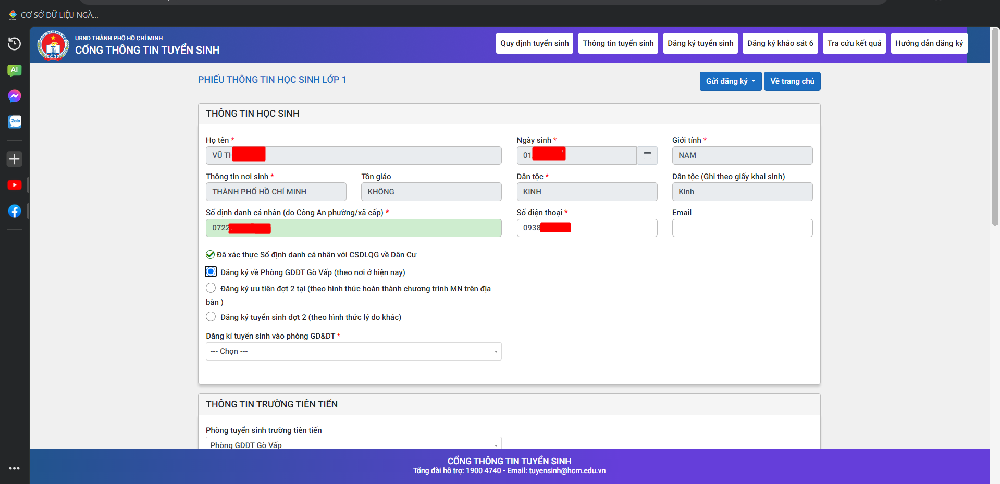 CƠ SỞ DỮ LIỆU NGÀ...
AI
Zalo
UBND THÀNH PHỐ HỒ CHÍ MINH
CỔNG THÔNG TIN TUYỂN SINH
Quy định tuyển sinh
Thông tin tuyển sinh
Đăng ký tuyển sinh
Đăng ký khảo sát 6
Tra cứu kết quả
Hướng dẫn đăng ký
PHIẾU THÔNG TIN HỌC SINH LỚP 1
Gửi đăng ký
Về trang chủ
THÔNG TIN HỌC SINH
Họ tên *
Ngày sinh *
Giới tính *
VŨ TH
01
NAM
Thông tin nơi sinh *
Tôn giáo
Dân tộc *
Dân tộc (Ghi theo giấy khai sinh)
THÀNH PHỐ HỒ CHÍ MINH
KHÔNG
KINH
Kinh
Số định danh cá nhân (do Công An phường/xã cấp) *
Số điện thoại *
Email
0722
0938
Đã xác thực Số định danh cá nhân với CSDLQG về Dân Cư
Đăng ký về Phòng GDĐT Gò Vấp (theo nơi ở hiện nay)
Đăng ký ưu tiên đợt 2 tại (theo hình thức hoàn thành chương trình MN trên địa
bàn )
Đăng ký tuyển sinh đợt 2 (theo hình thức lý do khác)
Đăng kí tuyển sinh vào phòng GD&DT *
--- Chọn ---
THÔNG TIN TRƯỜNG TIÊN TIẾN
Phòng tuyển sinh trường tiên tiến
Phòng GDĐT Gò Vấp
CỔNG THÔNG TIN TUYỂN SINH
Tổng đài hỗ trợ: 1900 4740 - Email: tuyensinh@hcm.edu.vn